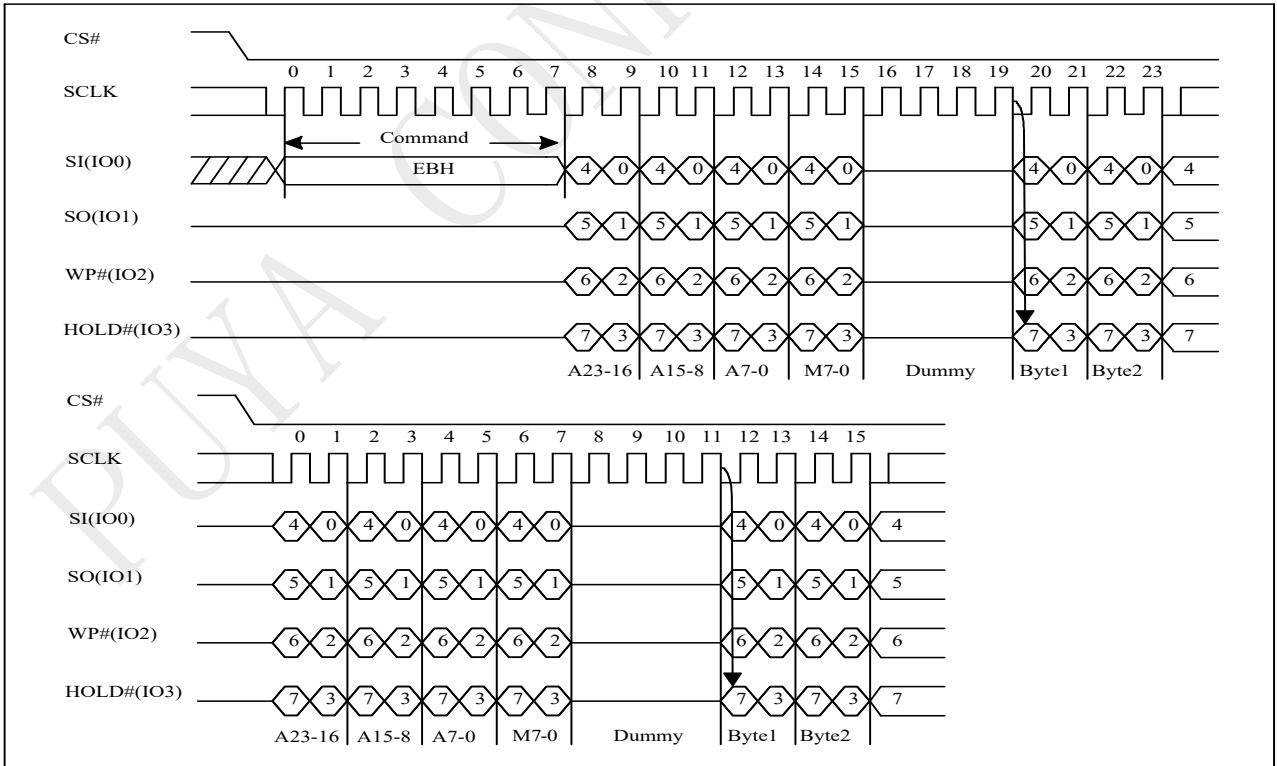 PUYA CON
CS#
0 1 2 3 4 5 6 7 8 9 10 11 12 13 14 15 16 17 18 19 20 21 22 23
SCLK
Command
SI(IO0) EBH 4 0 4 0 4 0 4 0 4 0 4 0 4
SO(IO1) 5 1 5 1 5 1 5 1 5 1 5 1 5
WP#(IO2) 6 2 6 2 6 2 6 2 6 2 6 2 6
HOLD#(IO3) 7 3 7 3 7 3 7 3 7 3 7 3 7
A23-16 A15-8 A7-0 M7-0 Dummy Byte1 Byte2
CS#
0 1 2 3 4 5 6 7 8 9 10 11 12 13 14 15
SCLK
SI(IO0) 4 0 4 0 4 0 4 0 4 0 4 0 4
SO(IO1) 5 1 5 1 5 1 5 1 5 1 5 1 5
WP#(IO2) 6 2 6 2 6 2 6 2 6 2 6 2 6
HOLD#(IO3) 7 3 7 3 7 3 7 3 7 3 7 3 7
A23-16 A15-8 A7-0 M7-0 Dummy Byte1 Byte2